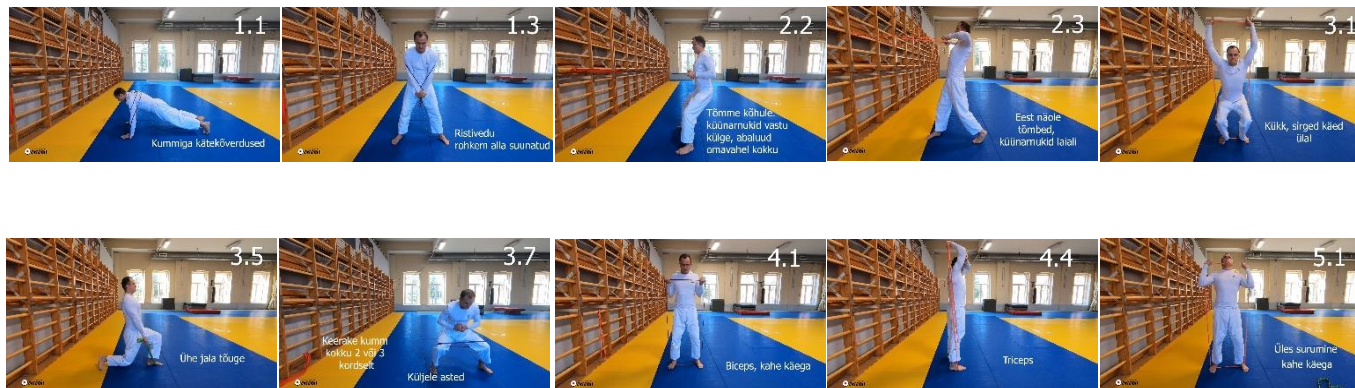 1.1
Kummiga kätekõverdused
1.3
Ristivedu
rohkem alla suunatud
2.2
Tõmme kõhule.
küünarnukid vastu
külge, abaluud
omavahel kokku
2.3
Eest näole
tõmbed,
küünarnukid laiali
3.1
Kükk, sirged käed
ülal
3.5
Ühe jala tõuge
3.7
Keerake kumm
kokku 2 või 3
kordselt
Küljele asted
4.1
Biceps, kahe käega
4.4
Triceps
5.1
Üles surumine
kahe käega